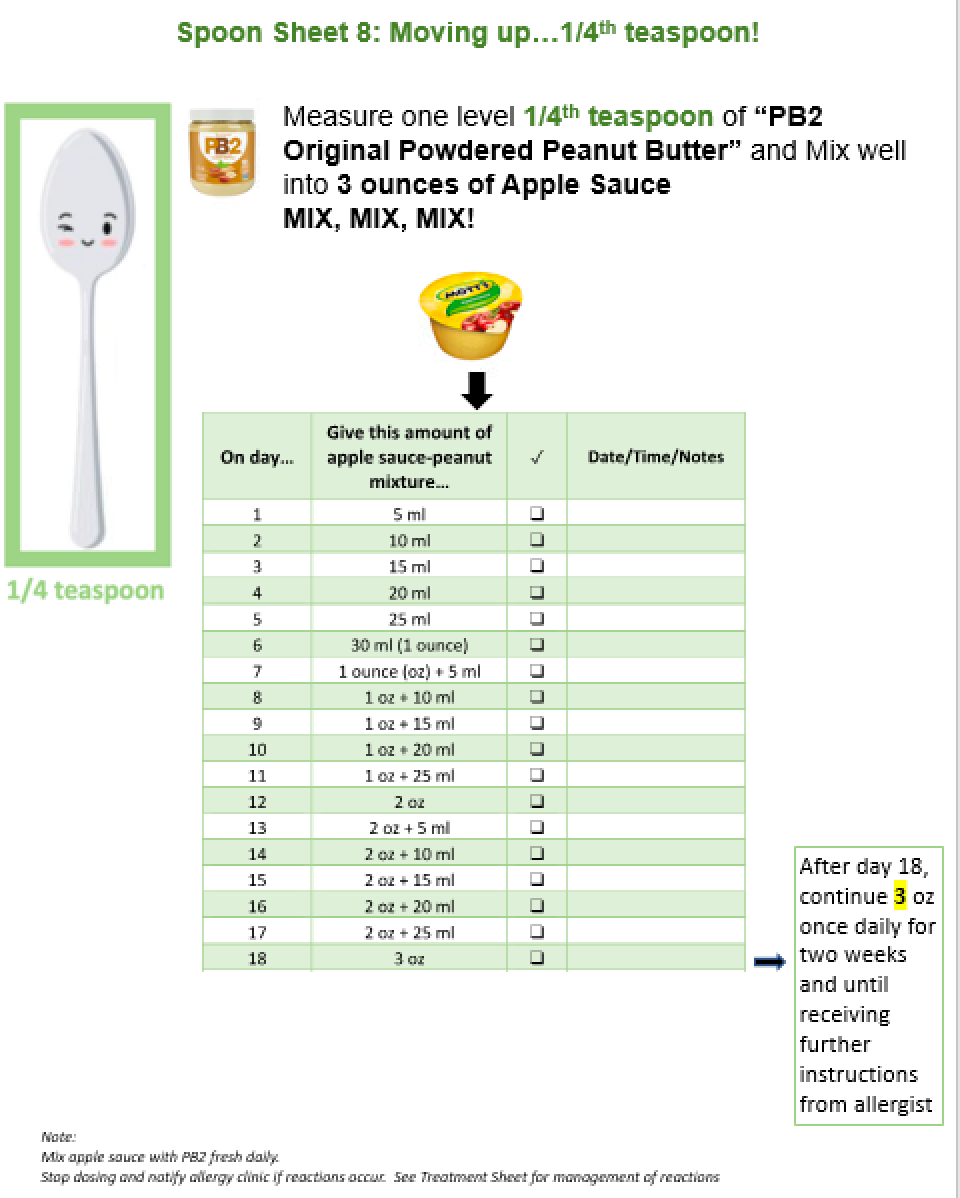 Spoon Sheet 8: Moving up…1/4th teaspoon!
Measure one level 1/4th teaspoon of “PB2
Original Powdered Peanut Butter” and Mix well
into 3 ounces of Apple Sauce
MIX, MIX, MIX!
PB2
MOTT'S
1/4 teaspoon
On day… Give this amount of apple sauce-peanut mixture… ✓ Date/Time/Notes
1 5 ml ❑
2 10 ml ❑
3 15 ml ❑
4 20 ml ❑
5 25 ml ❑
6 30 ml (1 ounce) ❑
7 1 ounce (oz) + 5 ml ❑
8 1 oz + 10 ml ❑
9 1 oz + 15 ml ❑
10 1 oz + 20 ml ❑
11 1 oz + 25 ml ❑
12 2 oz ❑
13 2 oz + 5 ml ❑
14 2 oz + 10 ml ❑
15 2 oz + 15 ml ❑
16 2 oz + 20 ml ❑
17 2 oz + 25 ml ❑
18 3 oz ❑
After day 18,
continue 3 oz
once daily for
two weeks
and until
receiving
further
instructions
from allergist
Note:
Mix apple sauce with PB2 fresh daily.
Stop dosing and notify allergy clinic if reactions occur. See Treatment Sheet for management of reactions